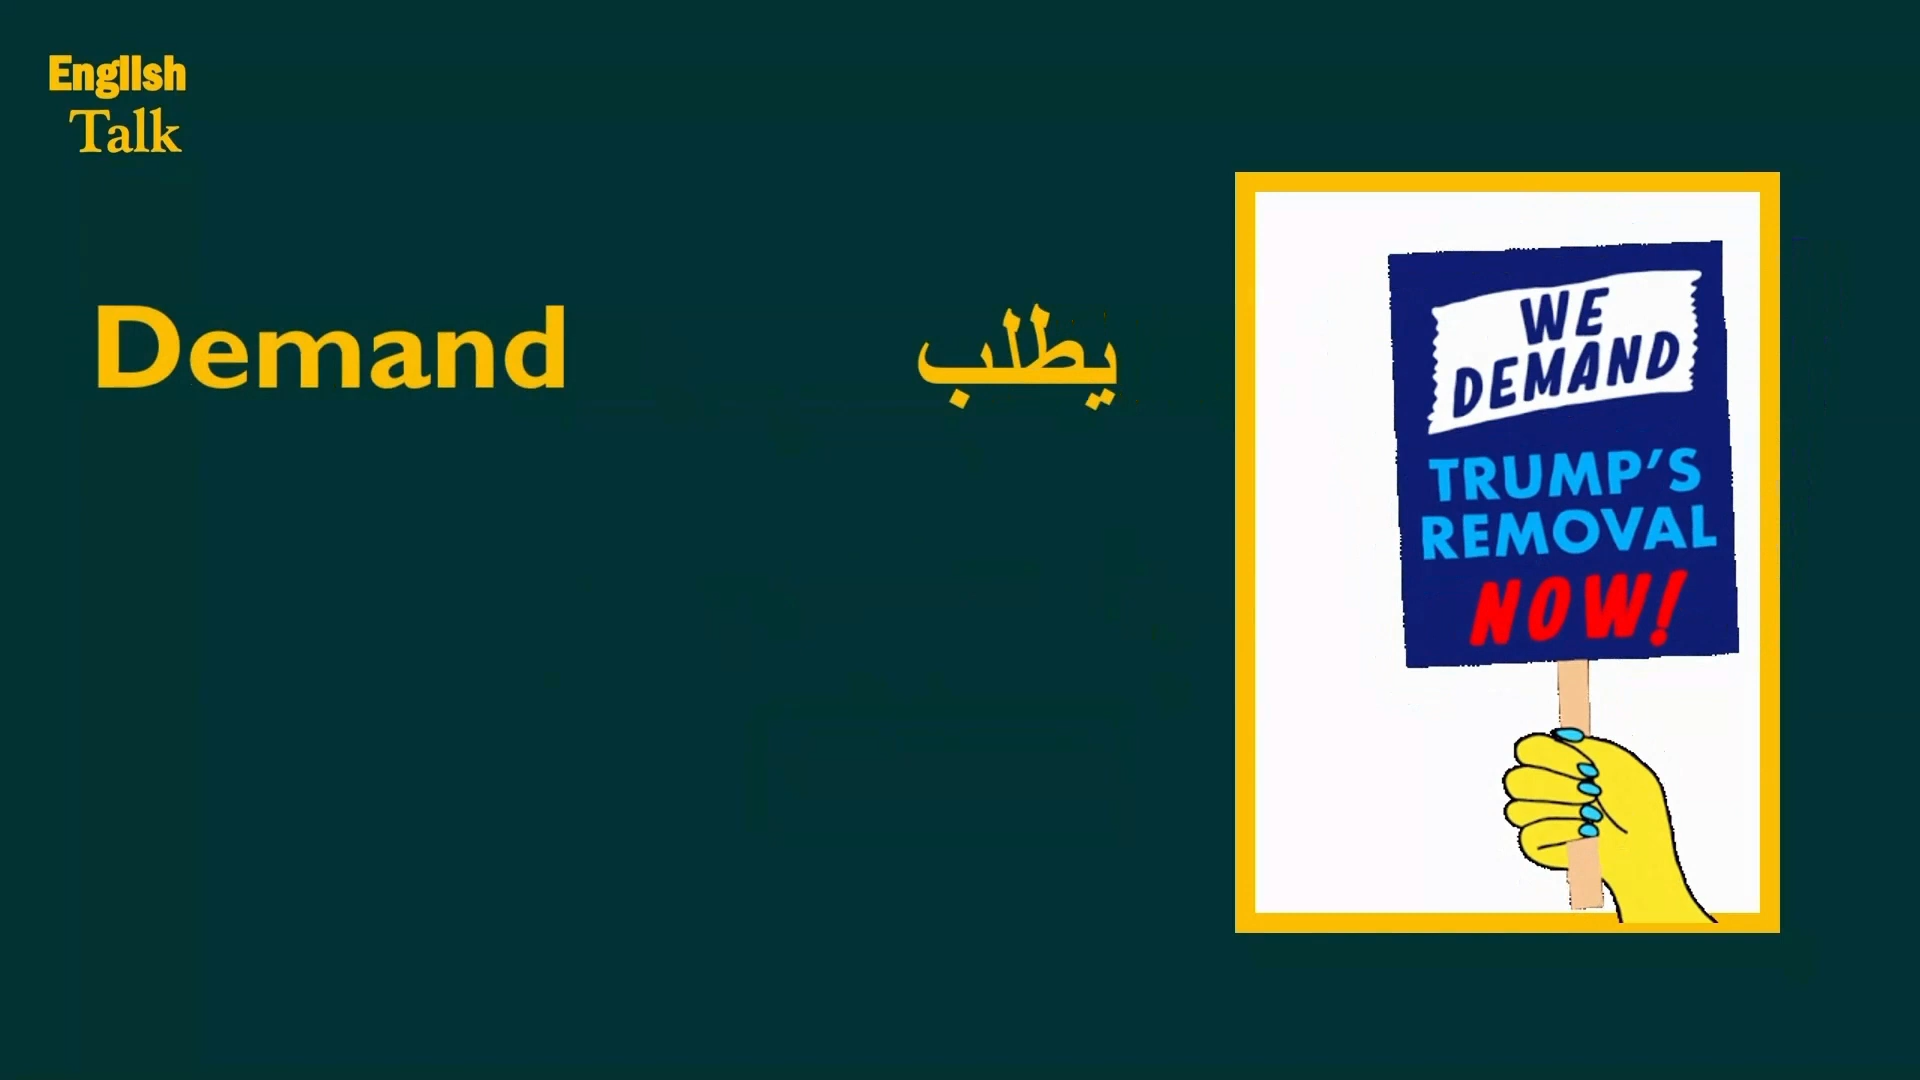 English
Talk
Demand
يطلب
WE
DEMAND
TRUMP'S
REMOVAL
NOW!